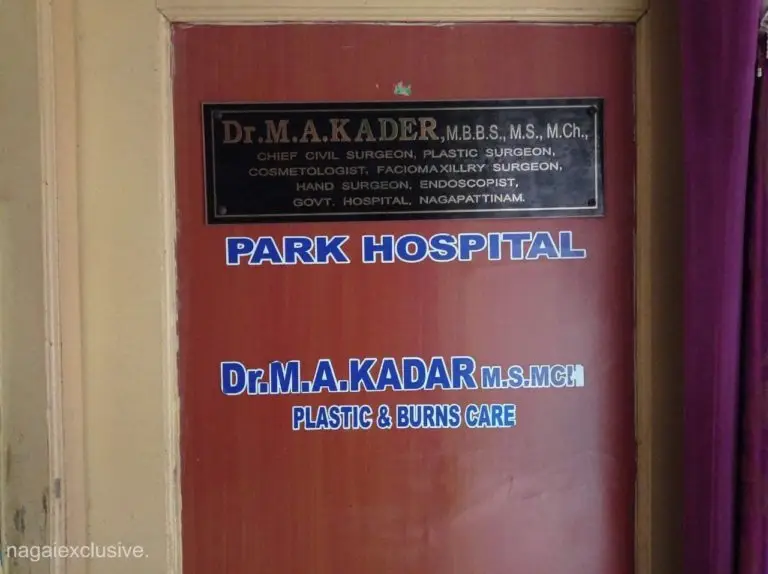 Dr.M.A.KADER,M.B.B.S., M.S., M.Ch.,
CHIEF CIVIL SURGEON, PLASTIC SURGEON,
COSMETOLOGIST, FACIOMAXILLRY SURGEON,
HAND SURGEON, ENDOSCOPIST,
GOVT. HOSPITAL, NAGAPATTINAM.
PARK HOSPITAL
Dr.M.A.KADAR M.S.MCH
PLASTIC & BURNS CARE
nagaiexclusive.